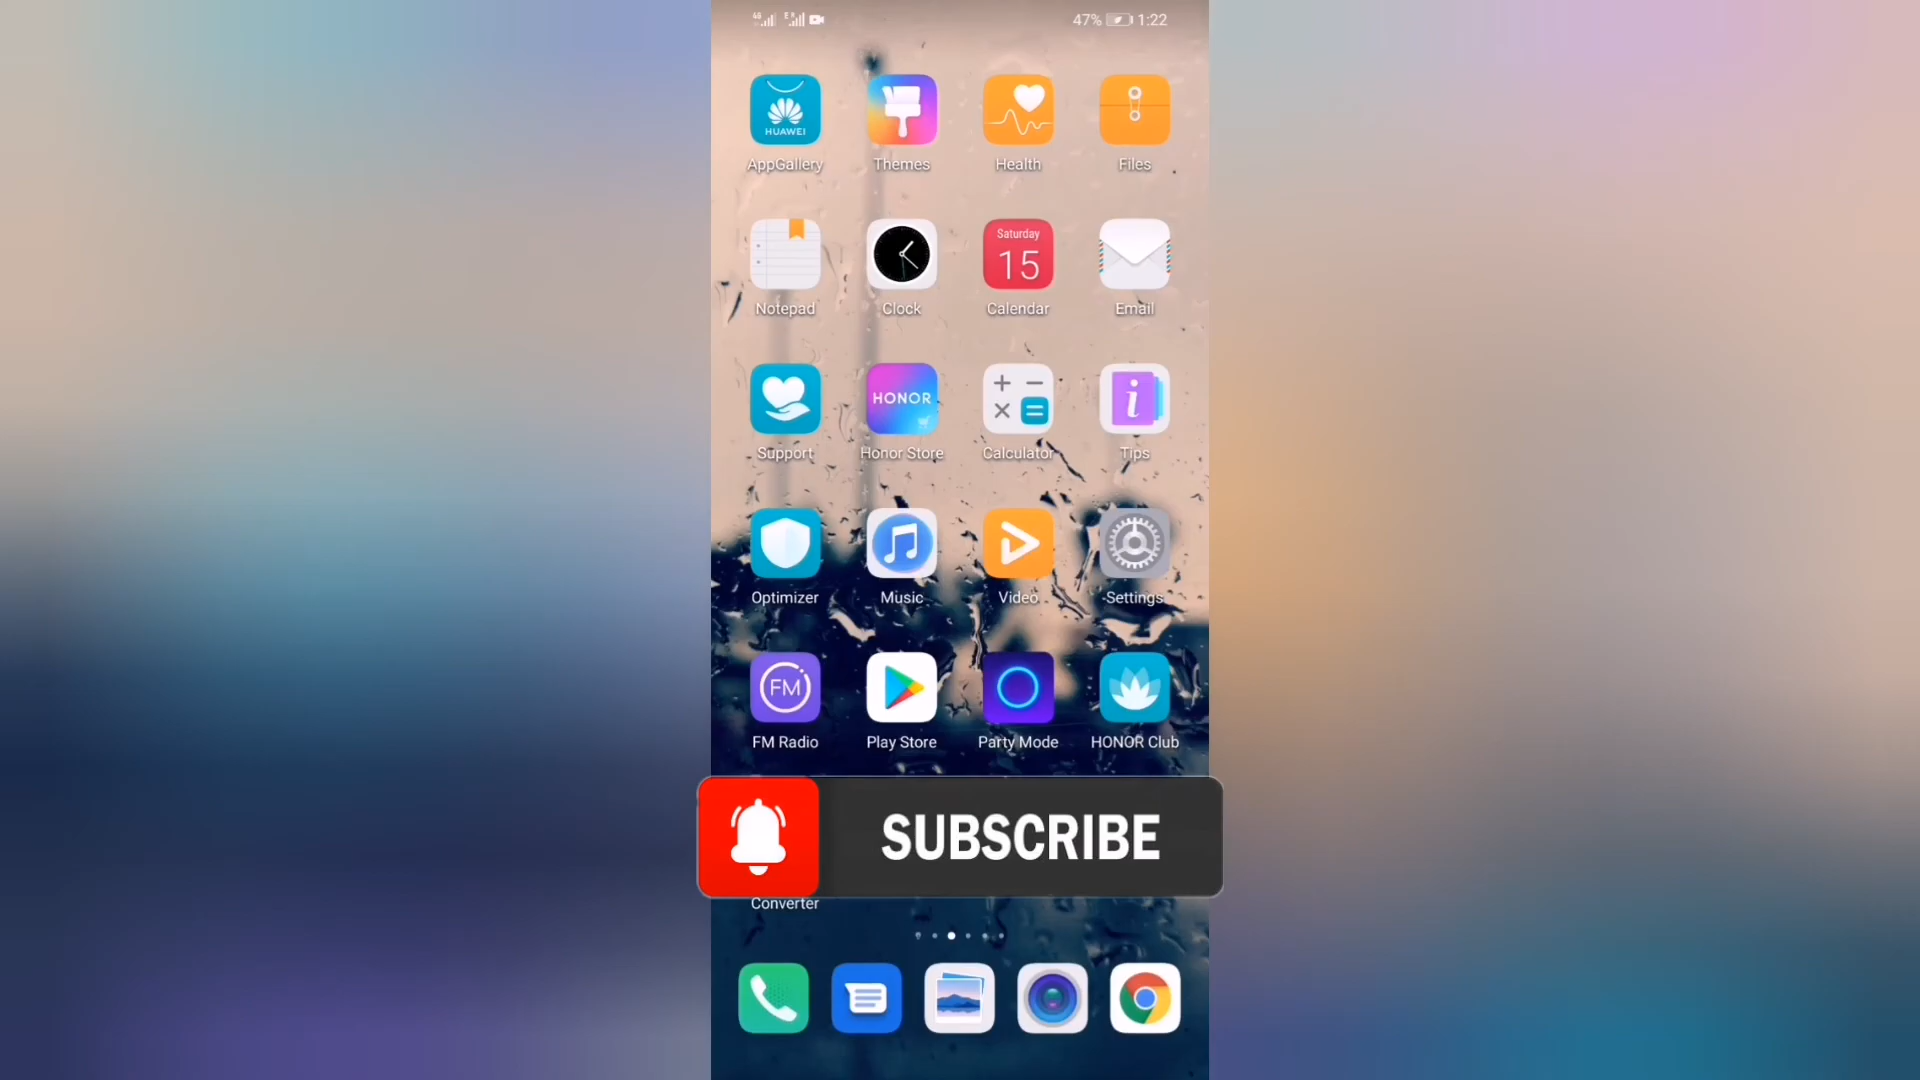 47% 1:22
HUAWEI
AppGallery Themes Health Files
Saturday
15
Notepad Clock Calendar Email
HONOR
Support Honor Store Calculator Tips
Optimizer Music Video Settings
FM
FM Radio Play Store Party Mode HONOR Club
SUBSCRIBE
Converter